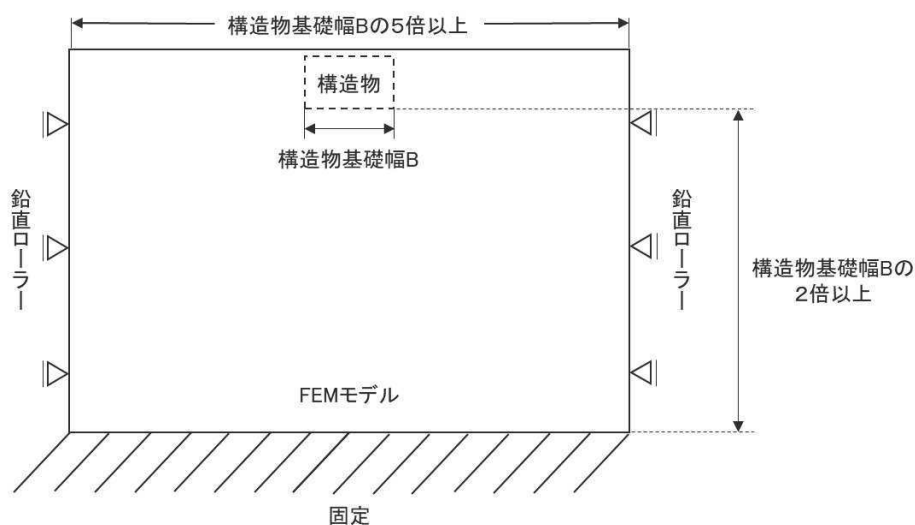 構造物基礎幅Bの5倍以上
構造物
構造物基礎幅B
鉛直ローラー
鉛直ローラー
構造物基礎幅Bの
2倍以上
FEMモデル
固定